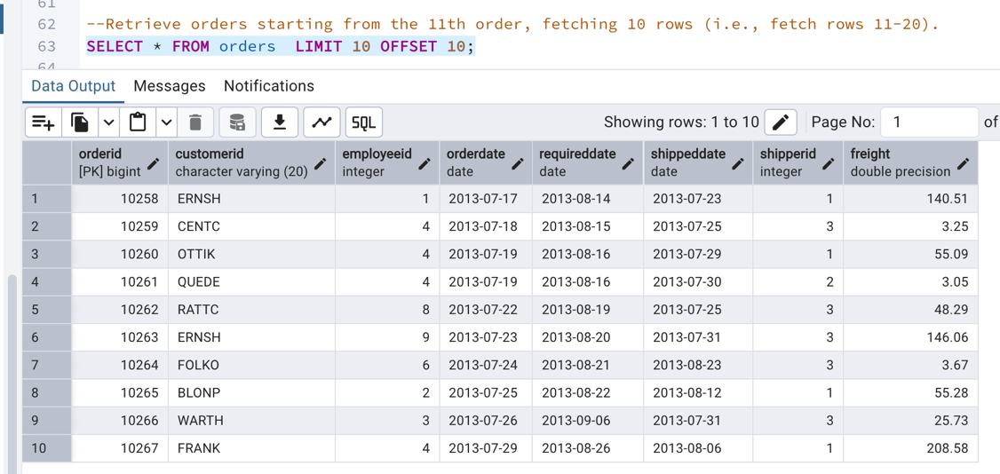 61
62 --Retrieve orders starting from the 11th order, fetching 10 rows (i.e., fetch rows 11-20).
63 SELECT * FROM orders  LIMIT 10 OFFSET 10;
64
Data Output Messages Notifications
SQL Showing rows: 1 to 10 Page No: 1 of
orderid customerid employeeid orderdate requireddate shippeddate shipperid freight
[PK] bigint character varying (20) integer date date date integer double precision
1 10258 ERNSH 1 2013-07-17 2013-08-14 2013-07-23 1 140.51
2 10259 CENTC 4 2013-07-18 2013-08-15 2013-07-25 3 3.25
3 10260 OTTIK 4 2013-07-19 2013-08-16 2013-07-29 1 55.09
4 10261 QUEDE 4 2013-07-19 2013-08-16 2013-07-30 2 3.05
5 10262 RATTC 8 2013-07-22 2013-08-19 2013-07-25 3 48.29
6 10263 ERNSH 9 2013-07-23 2013-08-20 2013-07-31 3 146.06
7 10264 FOLKO 6 2013-07-24 2013-08-21 2013-08-23 3 3.67
8 10265 BLONP 2 2013-07-25 2013-08-22 2013-08-12 1 55.28
9 10266 WARTH 3 2013-07-26 2013-09-06 2013-07-31 3 25.73
10 10267 FRANK 4 2013-07-29 2013-08-26 2013-08-06 1 208.58